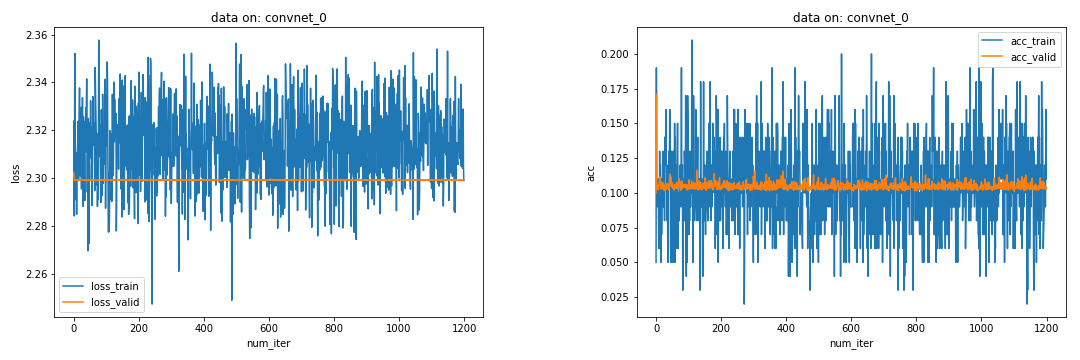 data on: convnet_0
2.36
2.34
2.32
2.30
2.28
2.26
loss
loss_train
loss_valid
0
200
400
600
800
1000
1200
num_iter
data on: convnet_0
0.200
0.175
0.150
0.125
0.100
0.075
0.050
0.025
acc
acc_train
acc_valid
0
200
400
600
800
1000
1200
num_iter